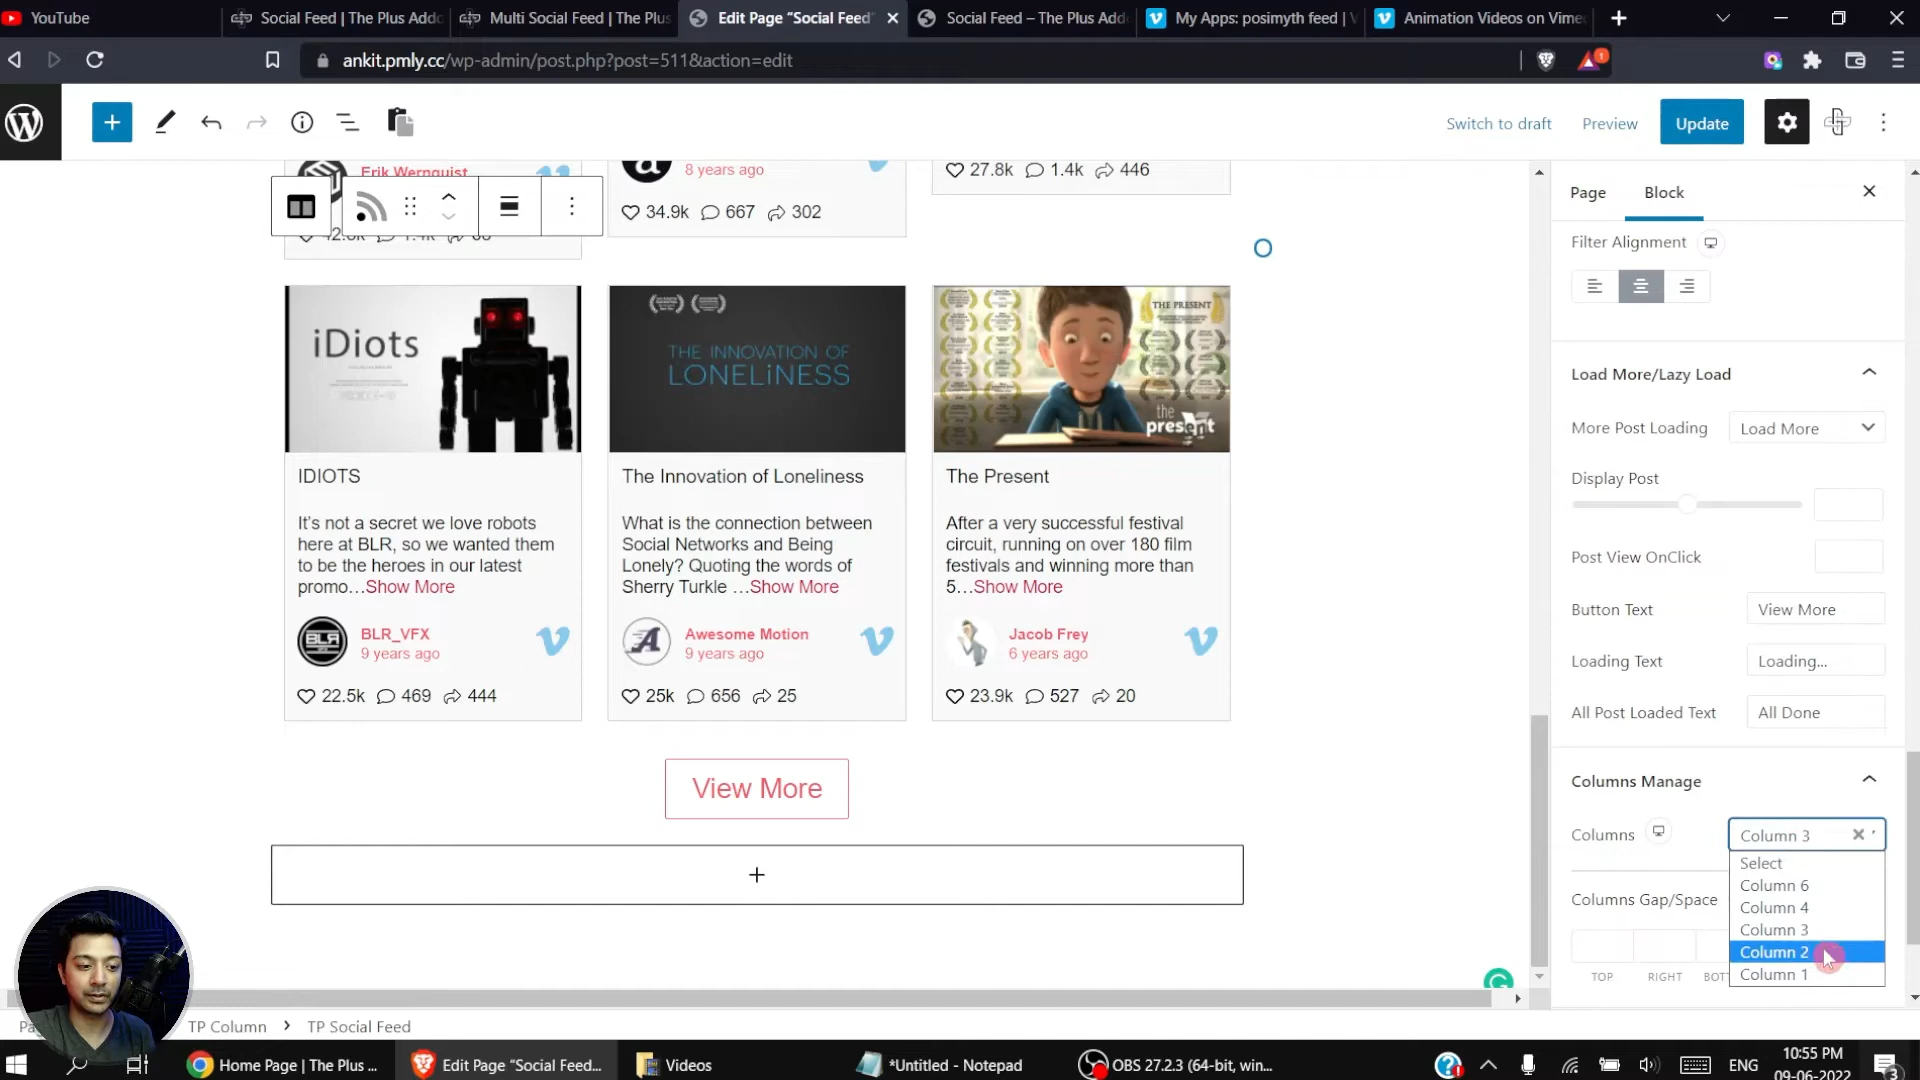 YouTube
Social Feed | The Plus Addo
Multi Social Feed | The Plus
Edit Page "Social Feed"
Social Feed – The Plus Adde
My Apps: posimyth feed | V
Animation Videos on Vime
ankit.pmly.cc/wp-admin/post.php?post=511&action=edit
1
Switch to draft
Preview
Update
Erik Wernquist
8 years ago
27.8k 1.4k 446
34.9k 667 302
Page
Block
Filter Alignment
iDiots
THE INNOVATION OF
LONELiNESS
THE PRESENT
the
present
IDIOTS
The Innovation of Loneliness
The Present
It's not a secret we love robots
here at BLR, so we wanted them
to be the heroes in our latest
promo…Show More
What is the connection between
Social Networks and Being
Lonely? Quoting the words of
Sherry Turkle …Show More
After a very successful festival
circuit, running on over 180 film
festivals and winning more than
5…Show More
BLR
BLR_VFX
9 years ago
Awesome Motion
9 years ago
Jacob Frey
6 years ago
22.5k 469 444
25k 656 25
23.9k 527 20
View More
Load More/Lazy Load
More Post Loading
Load More
Display Post
Post View OnClick
Button Text
View More
Loading Text
Loading...
All Post Loaded Text
All Done
Columns Manage
Columns
Column 3
Select
Column 6
Column 4
Column 3
Column 2
Column 1
Columns Gap/Space
TOP
RIGHT
BOT
TP Column
TP Social Feed
Home Page | The Plus ...
Edit Page "Social Feed...
Videos
*Untitled - Notepad
OBS 27.2.3 (64-bit, win...
ENG
10:55 PM
09-06-2022
3